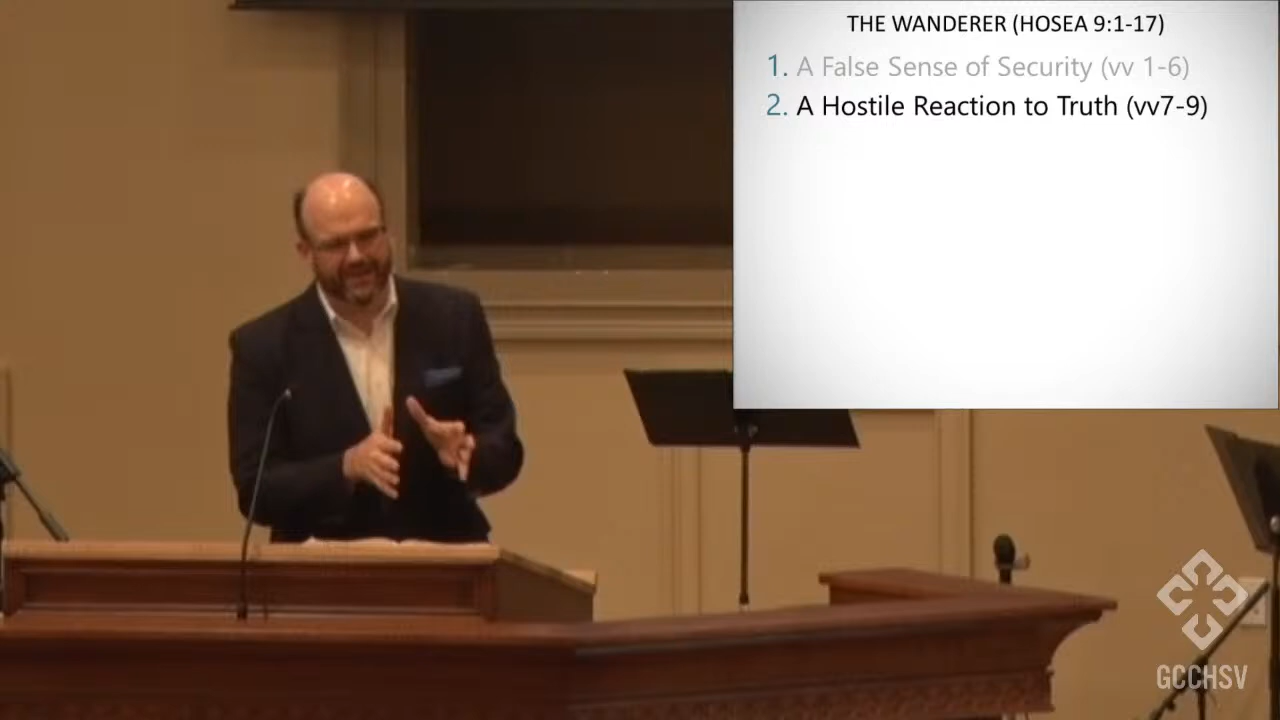 THE WANDERER (HOSEA 9:1-17)
1. A False Sense of Security (vv 1-6)
2. A Hostile Reaction to Truth (vv7-9)
GCCHSV